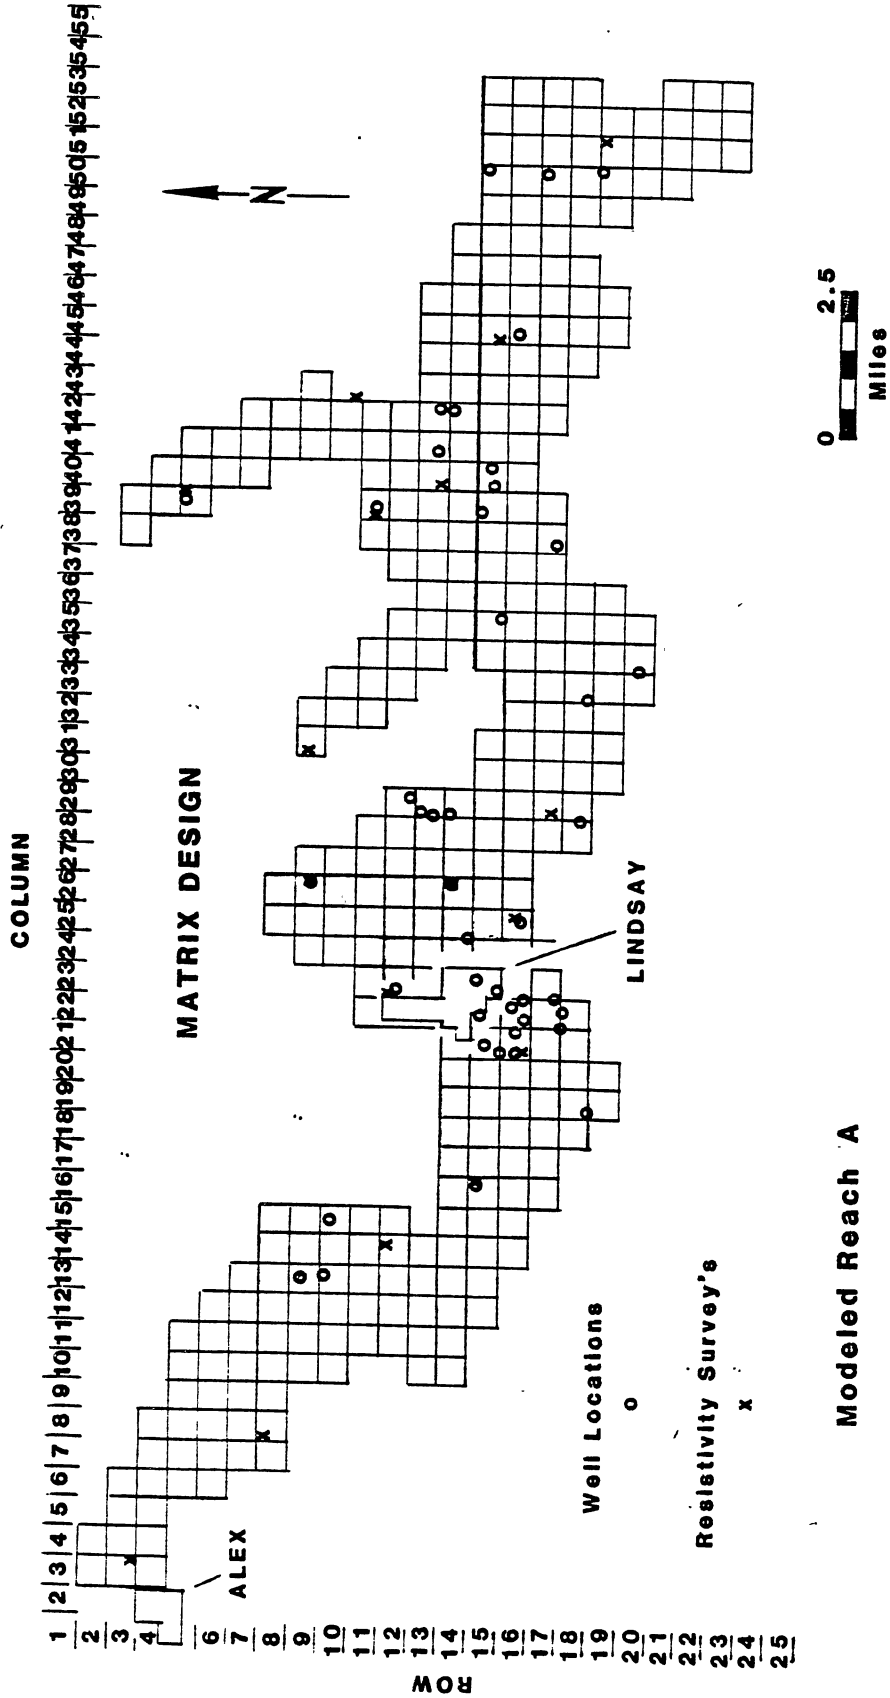 COLUMN
2 3 4 5 6 7 8 9 10 11 12 13 14 15 16 17 18 19 20 21 22 23 24 25 26 27 28 29 30 31 32 33 34 35 36 37 38 39 40 41 42 43 44 45 46 47 48 49 50 51 52 53 54 55
ROW
1
2
3
4
6
7
8
9
10
11
12
13
14
15
16
17
18
19
20
21
22
23
24
25
MATRIX DESIGN
N
ALEX
LINDSAY
Well Locations
o
Resistivity Survey's
x
0 2.5
Miles
Modeled Reach A